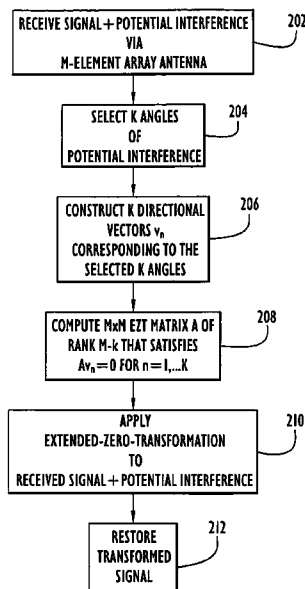 RECEIVE SIGNAL+POTENTIAL INTERFERENCE
VIA
M-ELEMENT ARRAY ANTENNA
202
SELECT K ANGLES
OF
POTENTIAL INTERFERENCE
204
CONSTRUCT K DIRECTIONAL
VECTORS vn
CORRESPONDING TO THE
SELECTED K ANGLES
206
COMPUTE MxM EZT MATRIX A OF
RANK M-k THAT SATISFIES
Avn=0 FOR n=1,...K
208
APPLY
EXTENDED-ZERO-TRANSFORMATION
TO
RECEIVED SIGNAL+POTENTIAL INTERFERENCE
210
RESTORE
TRANSFORMED
SIGNAL
212